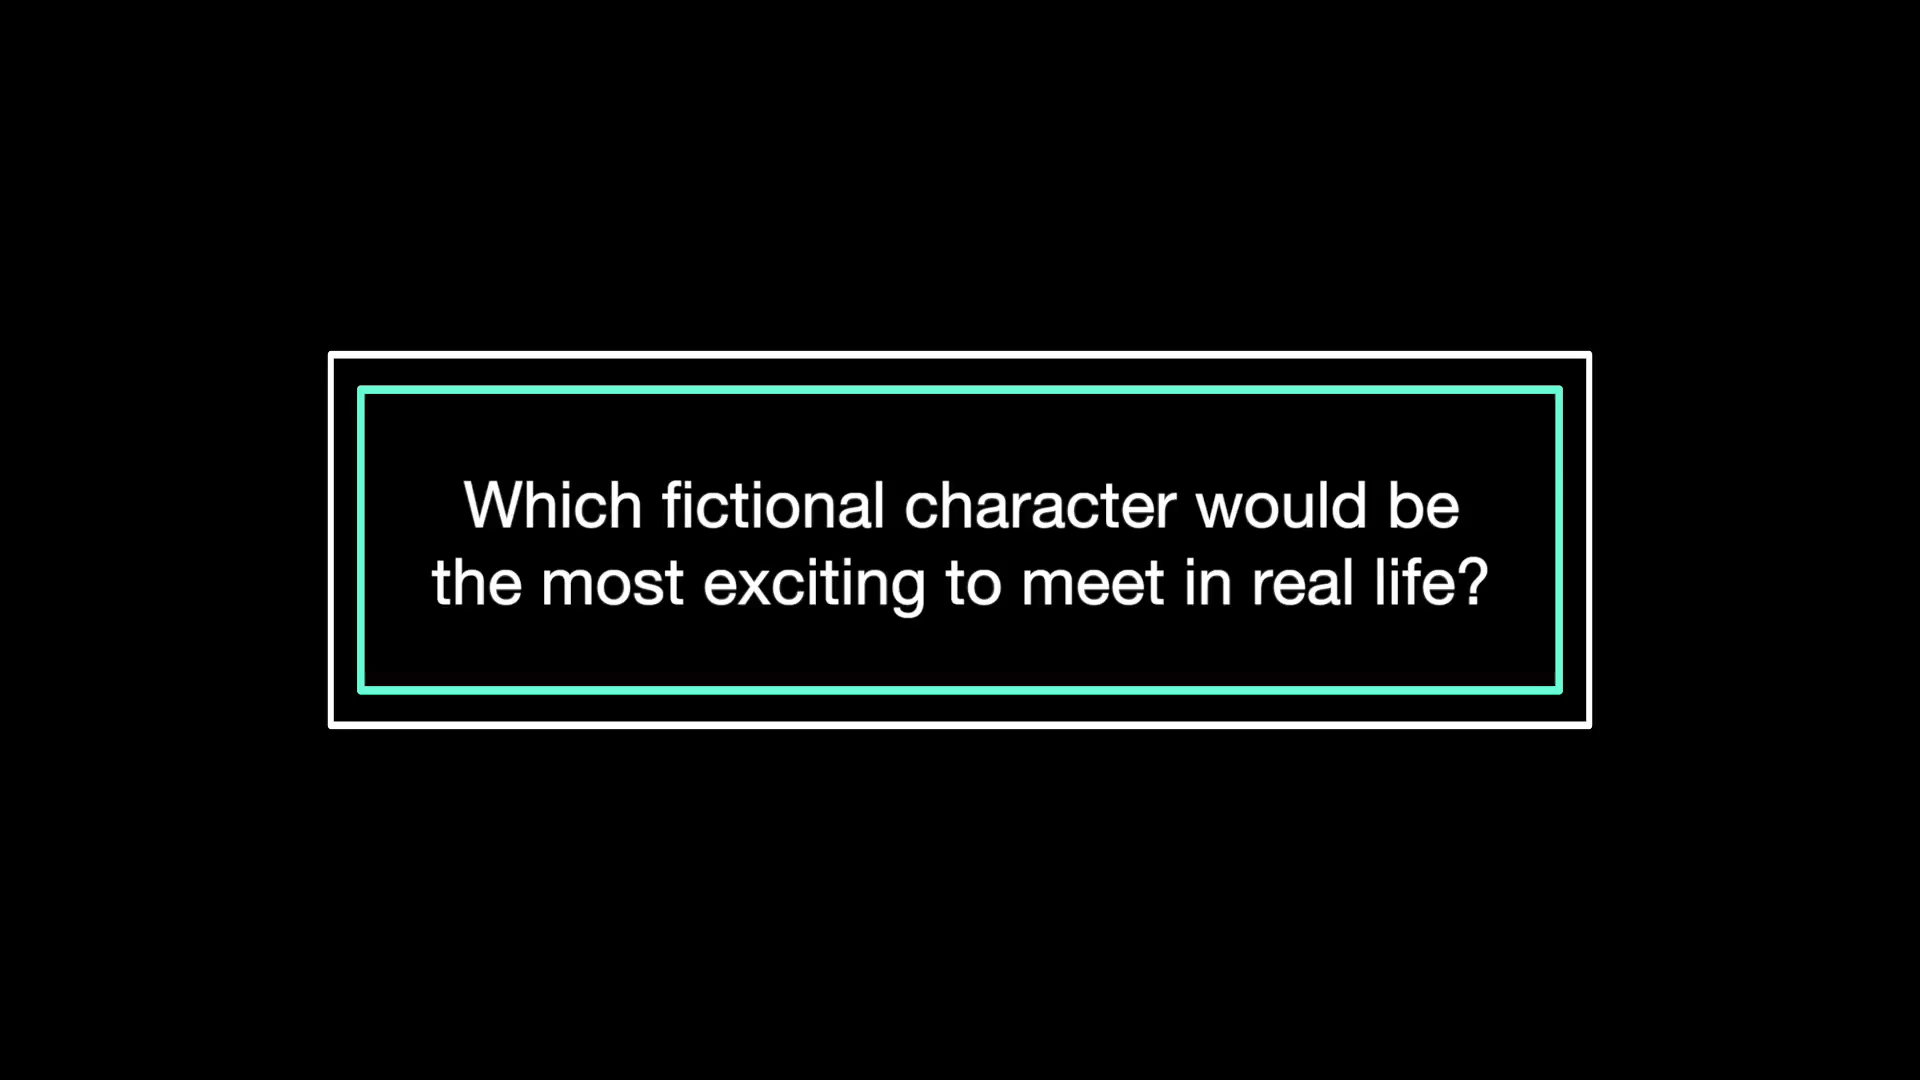 Which fictional character would be
the most exciting to meet in real life?